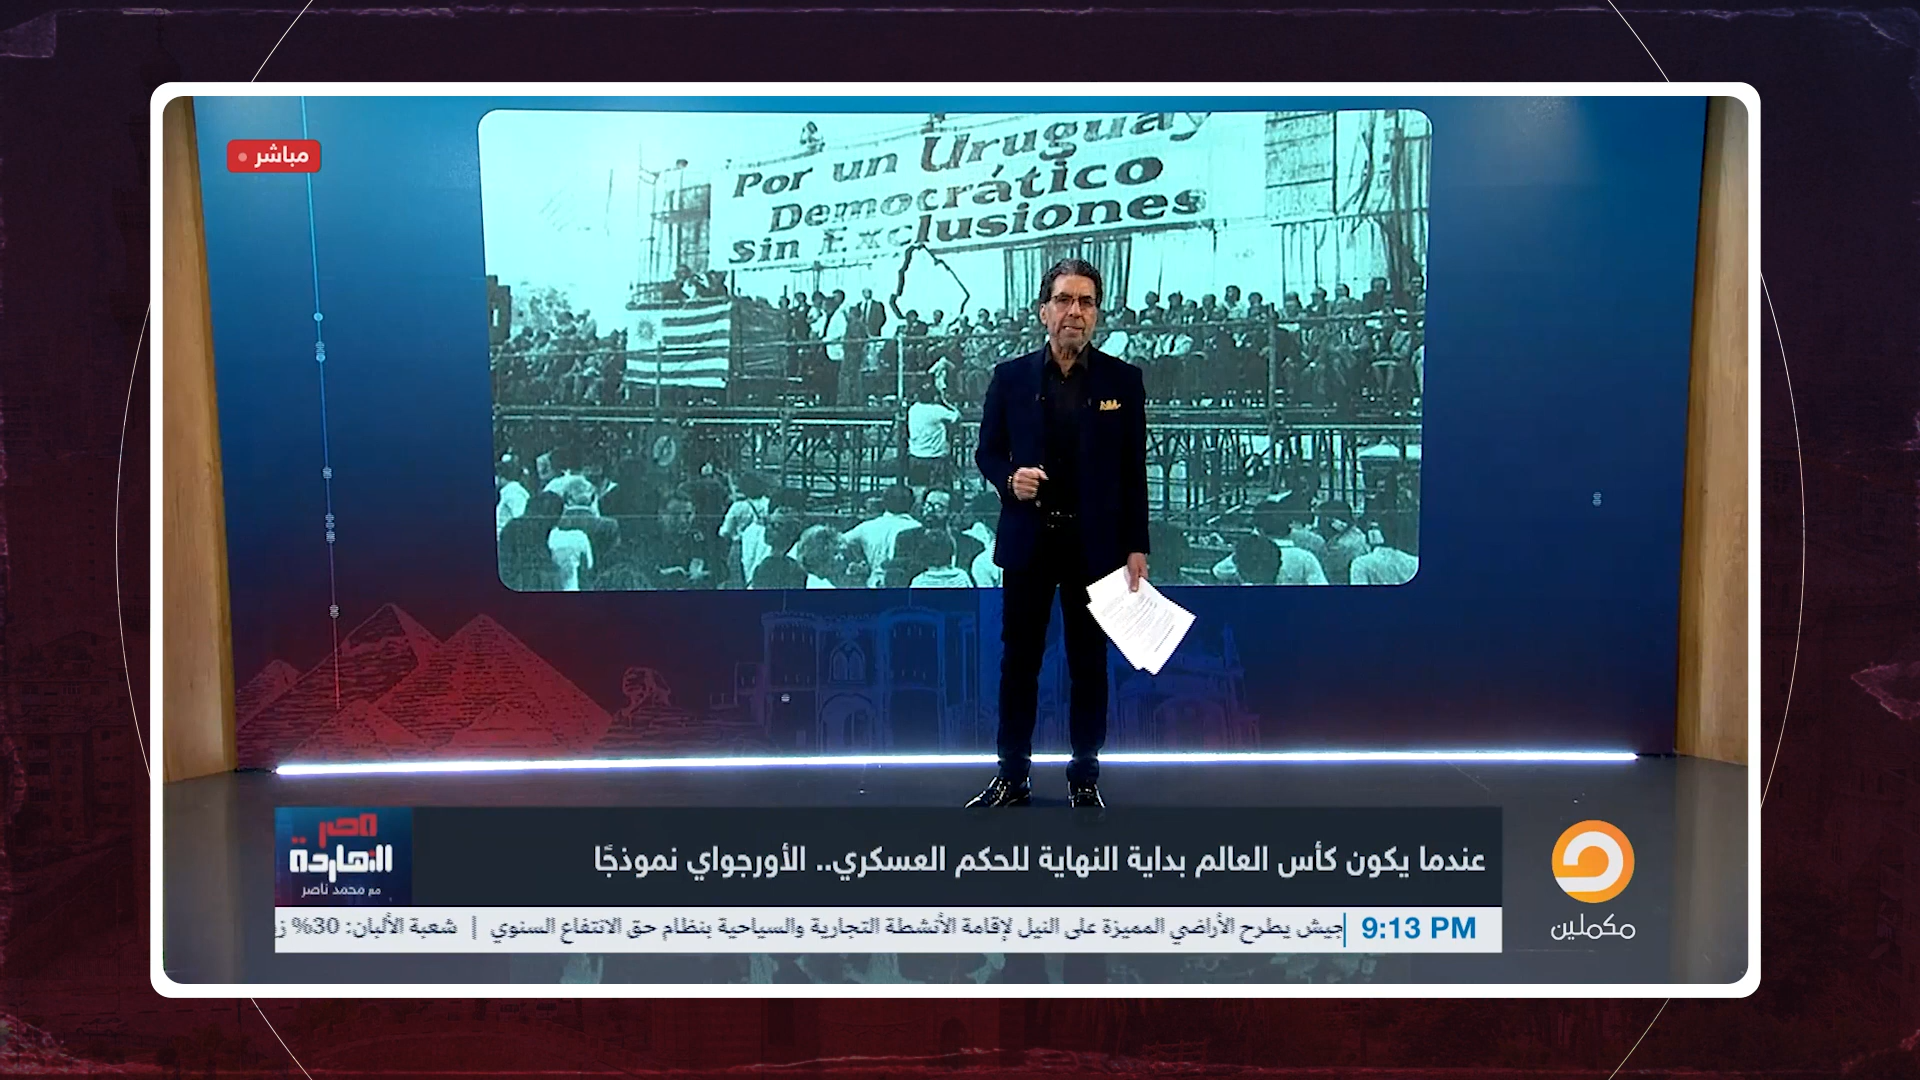 مباشر
Por un Uruguay
Democrático
Sin Exclusiones
مصر
النهاردة
مع محمد ناصر
عندما يكون كأس العالم بداية النهاية للحكم العسكري.. الأورجواي نموذجًا
9:13 PM
جيش يطرح الأراضي المميزة على النيل لإقامة الأنشطة التجارية والسياحية بنظام حق الانتفاع السنوي | شعبة الألبان: 30%
مكملين